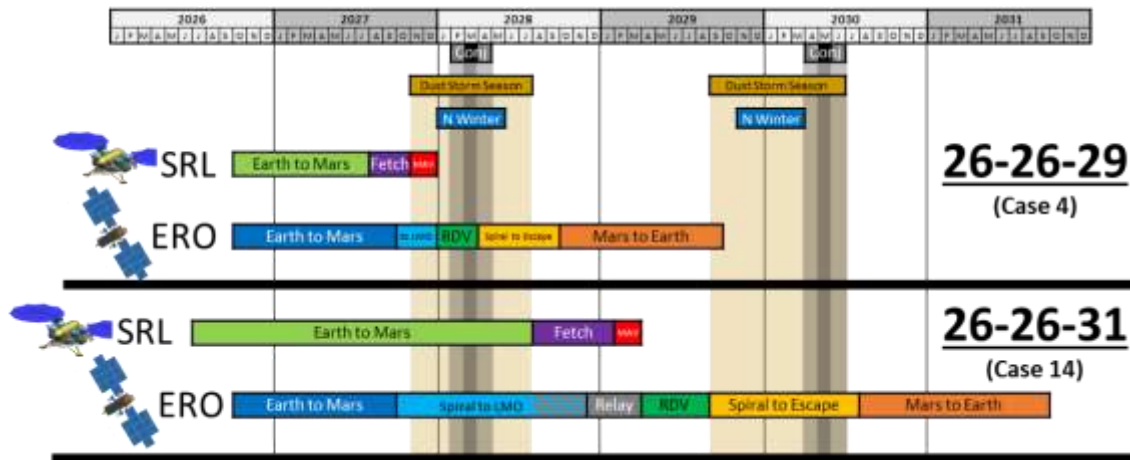 2026 2027 2028 2029 2030 2031
J F M A M J J A S O N D J F M A M J J A S O N D J F M A M J J A S O N D J F M A M J J A S O N D J F M A M J J A S O N D J F M A M J J A S O N D
Conj Conj
Dust Storm Season Dust Storm Season
N Winter N Winter
SRL Earth to Mars Fetch MAV
26-26-29
(Case 4)
ERO Earth to Mars RDV Spiral to Escape Mars to Earth
SRL Earth to Mars Fetch MAV
26-26-31
(Case 14)
ERO Earth to Mars Spiral to LMO Relay RDV Spiral to Escape Mars to Earth